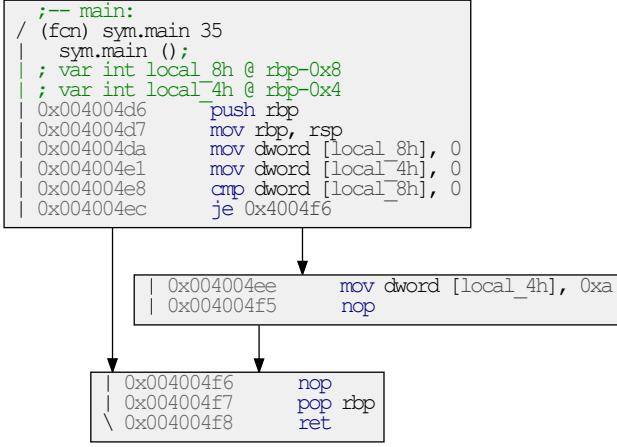 ;-- main:
/ (fcn) sym.main 35
|   sym.main ();
| ; var int local_8h @ rbp-0x8
| ; var int local_4h @ rbp-0x4
| 0x004004d6      push rbp
| 0x004004d7      mov rbp, rsp
| 0x004004da      mov dword [local_8h], 0
| 0x004004e1      mov dword [local_4h], 0
| 0x004004e8      cmp dword [local_8h], 0
| 0x004004ec      je 0x4004f6
| 0x004004ee      mov dword [local_4h], 0xa
| 0x004004f5      nop
| 0x004004f6      nop
| 0x004004f7      pop rbp
\ 0x004004f8      ret